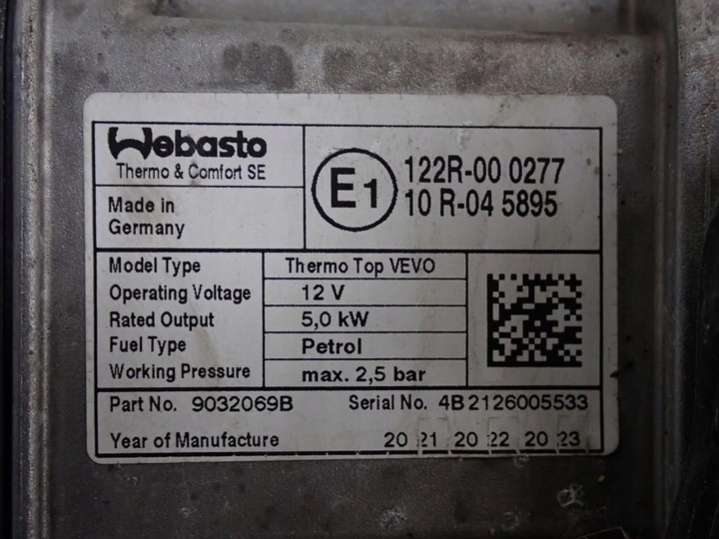 Webasto
Thermo & Comfort SE
Made in
Germany
E1
122R-00 0277
10 R-04 5895
Model Type Thermo Top VEVO
Operating Voltage 12 V
Rated Output 5,0 kW
Fuel Type Petrol
Working Pressure max. 2,5 bar
Part No. 9032069B Serial No. 4B2126005533
Year of Manufacture 20 21 20 22 20 23